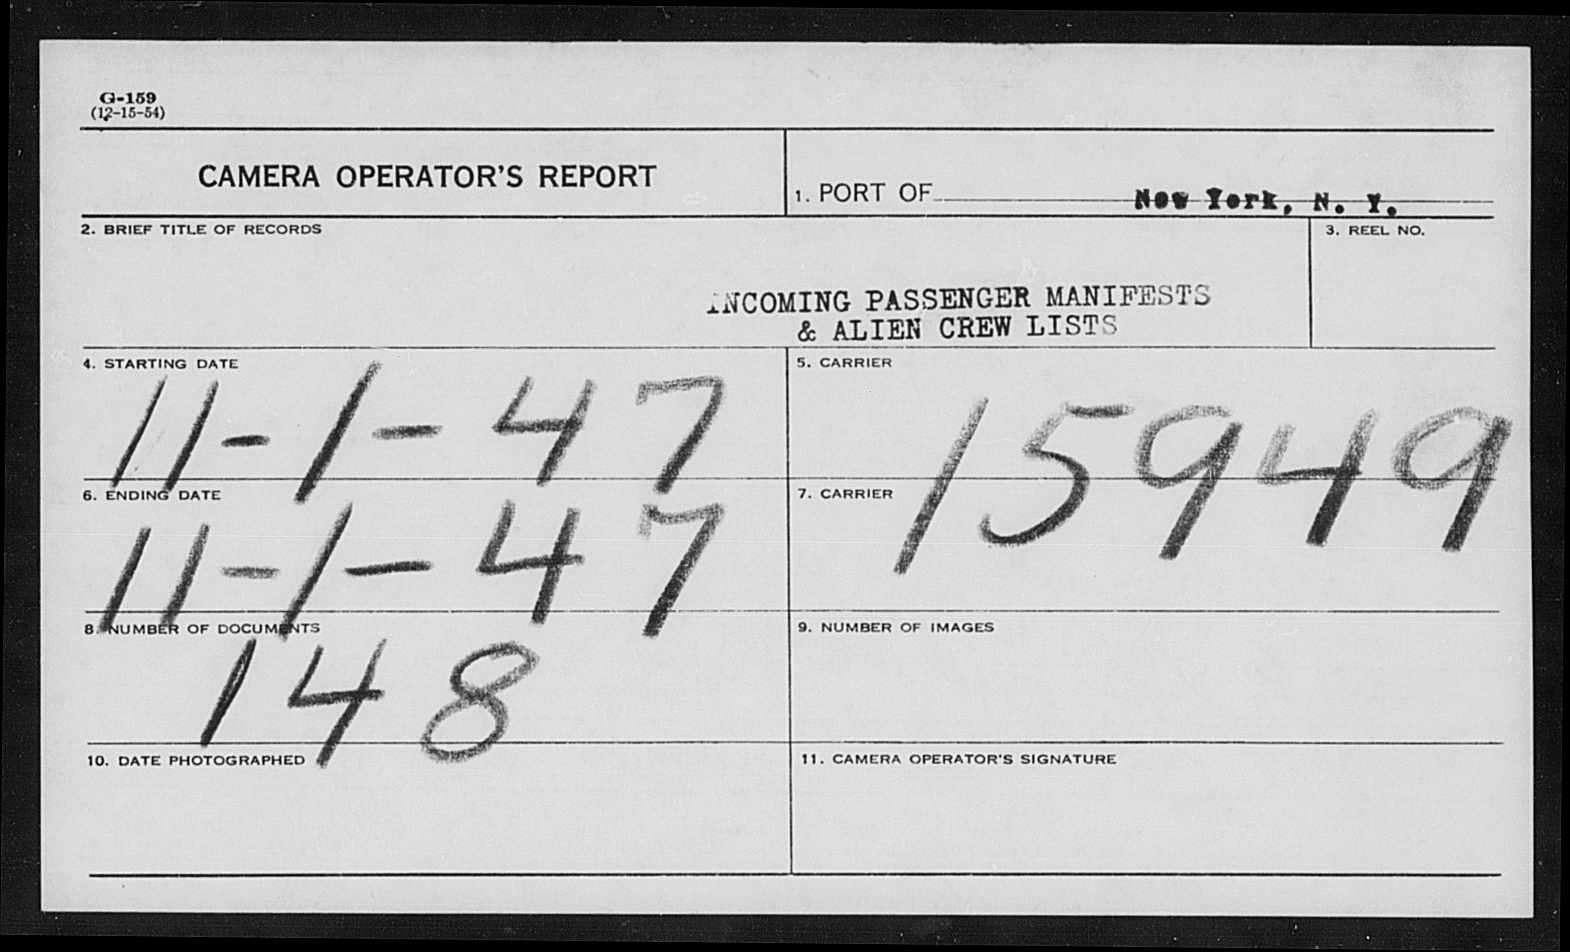 G-159
(12-15-54)
CAMERA OPERATOR'S REPORT
1. PORT OF New York, N. Y.
2. BRIEF TITLE OF RECORDS
3. REEL NO.
INCOMING PASSENGER MANIFESTS
& ALIEN CREW LISTS
4. STARTING DATE
11-1-47
5. CARRIER
15949
6. ENDING DATE
11-1-47
7. CARRIER
8. NUMBER OF DOCUMENTS
148
9. NUMBER OF IMAGES
10. DATE PHOTOGRAPHED
11. CAMERA OPERATOR'S SIGNATURE